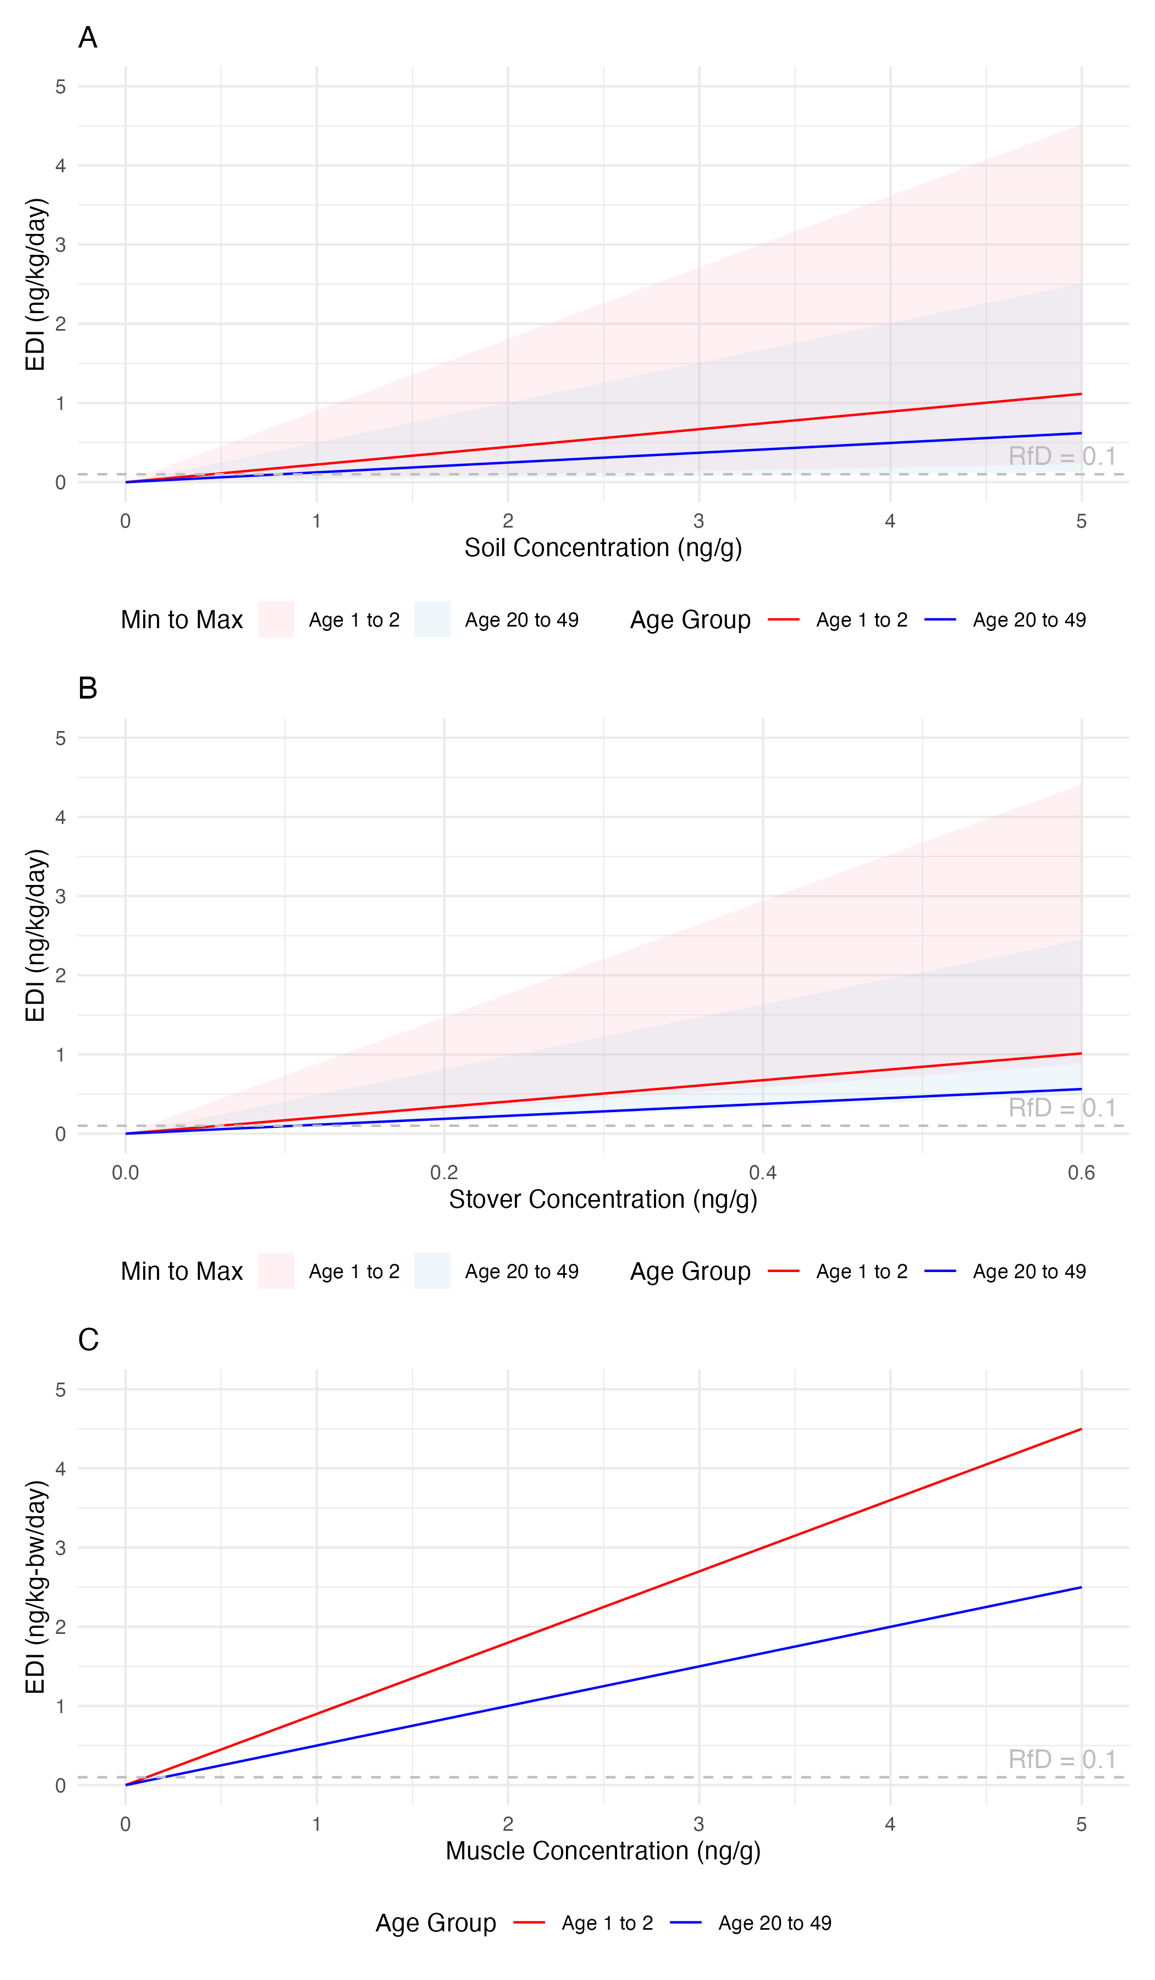 A
EDI (ng/kg/day)
5
4
3
2
1
0
RfD = 0.1
0 1 2 3 4 5
Soil Concentration (ng/g)
Min to Max Age 1 to 2 Age 20 to 49 Age Group Age 1 to 2 Age 20 to 49
B
EDI (ng/kg/day)
5
4
3
2
1
0
RfD = 0.1
0.0 0.2 0.4 0.6
Stover Concentration (ng/g)
Min to Max Age 1 to 2 Age 20 to 49 Age Group Age 1 to 2 Age 20 to 49
C
EDI (ng/kg-bw/day)
5
4
3
2
1
0
RfD = 0.1
0 1 2 3 4 5
Muscle Concentration (ng/g)
Age Group Age 1 to 2 Age 20 to 49